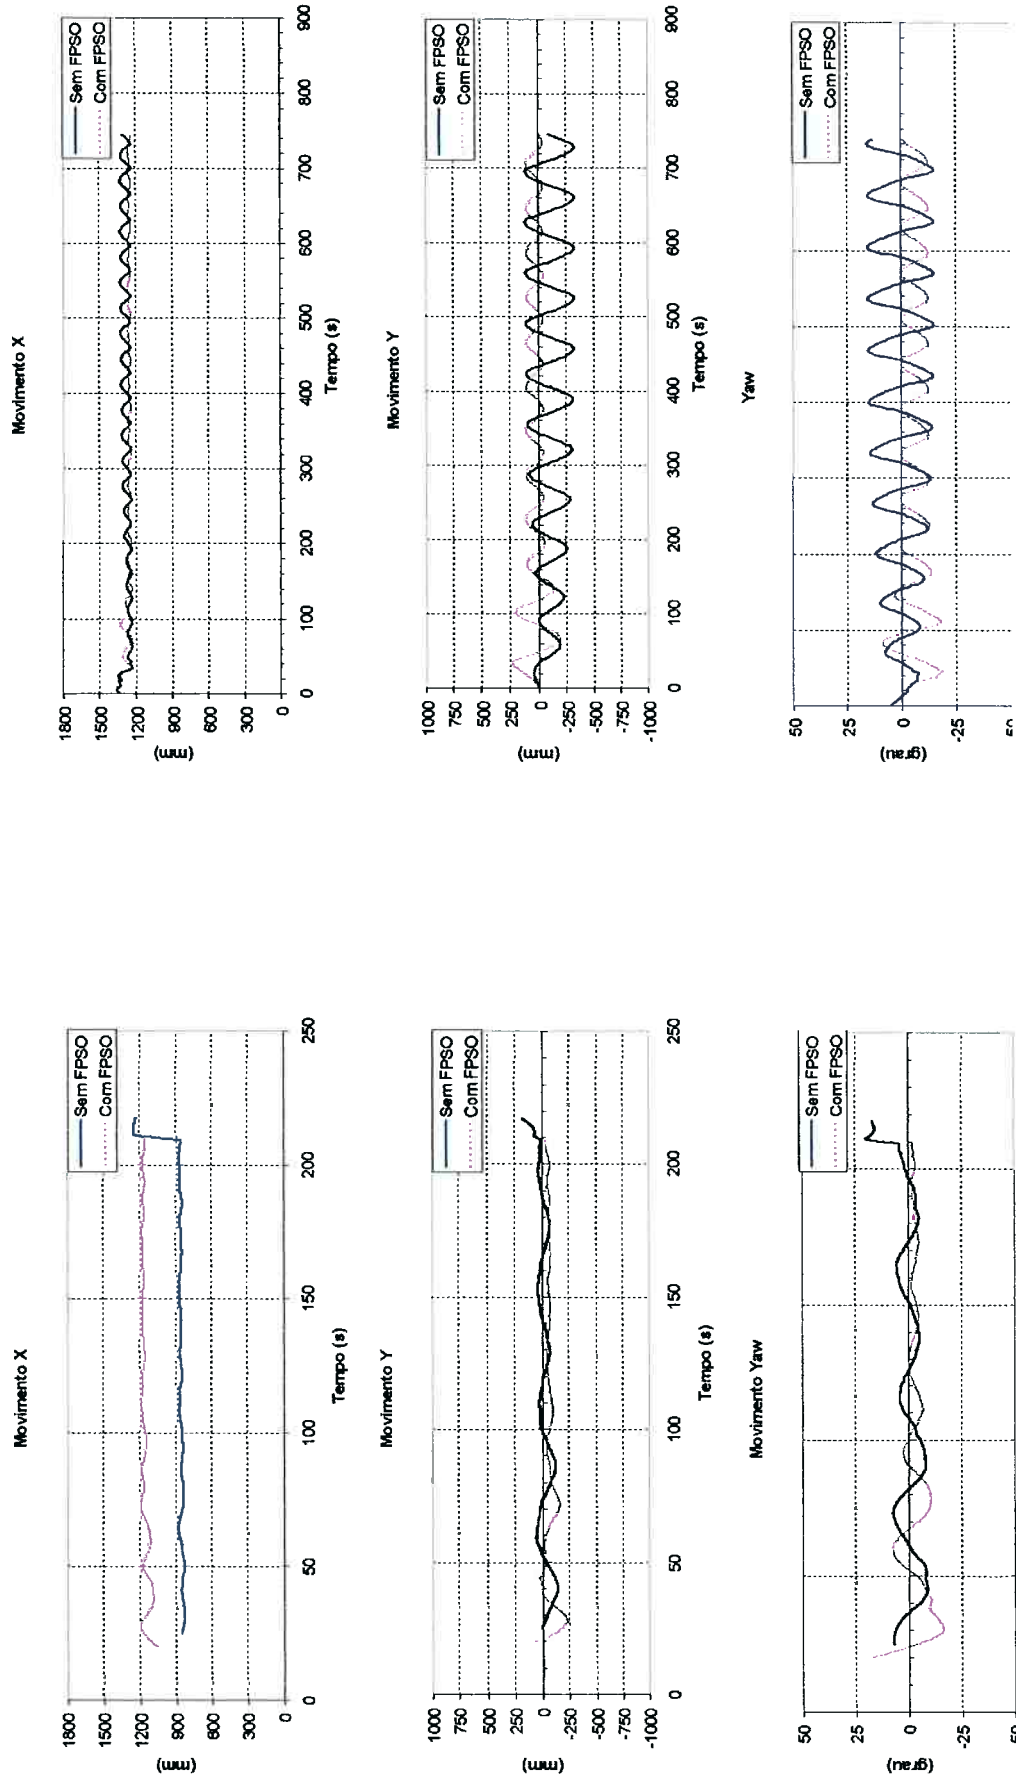 Movimento X
Sem FPSO
Com FPSO
1800
1500
1200
900
600
300
0
(mm)
0 50 100 150 200 250
Tempo (s)
Movimento Y
Sem FPSO
Com FPSO
1000
750
500
250
0
-250
-500
-750
-1000
(mm)
0 50 100 150 200 250
Tempo (s)
Movimento Yaw
Sem FPSO
Com FPSO
50
25
0
-25
(grau)
Movimento X
Sem FPSO
Com FPSO
1800
1500
1200
900
600
300
0
(mm)
0 100 200 300 400 500 600 700 800 900
Tempo (s)
Movimento Y
Sem FPSO
Com FPSO
1000
750
500
250
0
-250
-500
-750
-1000
(mm)
0 100 200 300 400 500 600 700 800 900
Tempo (s)
Yaw
Sem FPSO
Com FPSO
50
25
0
-25
(grau)